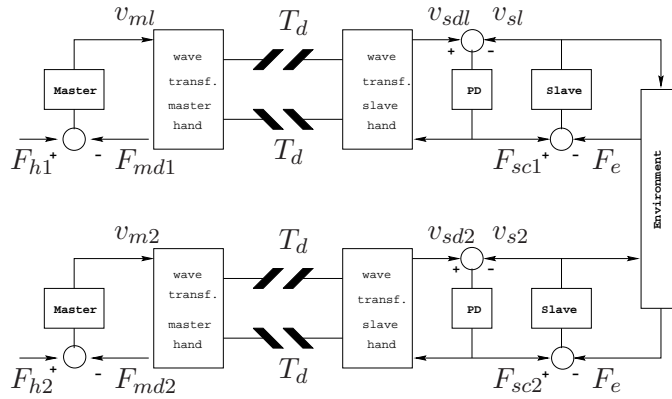 v_{ml} T_d v_{sdl} v_{sl}
wave transf. master hand
wave transf. slave hand
+ -
Master
PD
Slave
F_{h1} + - F_{md1}
T_d
F_{sc1} + - F_e
Environment
v_{m2} T_d v_{sd2} v_{s2}
wave transf. master hand
wave transf. slave hand
+ -
Master
PD
Slave
F_{h2} + - F_{md2}
T_d
F_{sc2} + - F_e